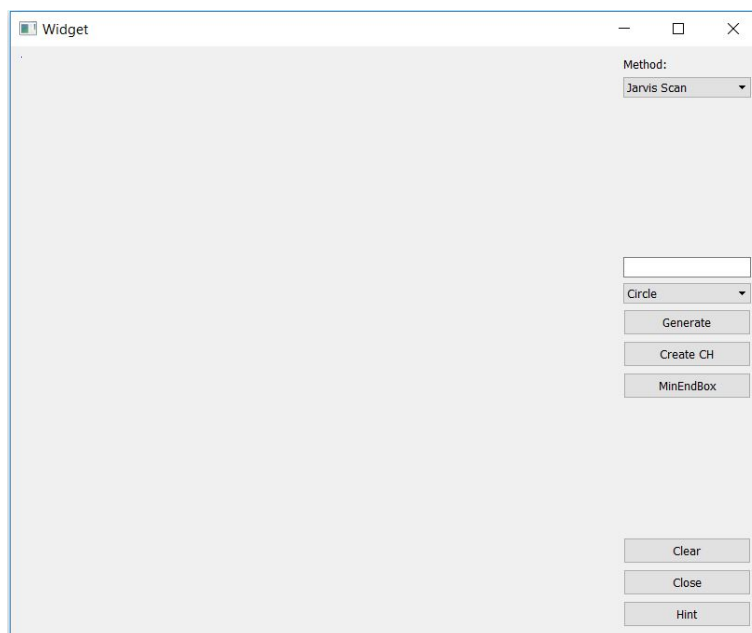 Widget
Method:
Jarvis Scan
Circle
Generate
Create CH
MinEndBox
Clear
Close
Hint